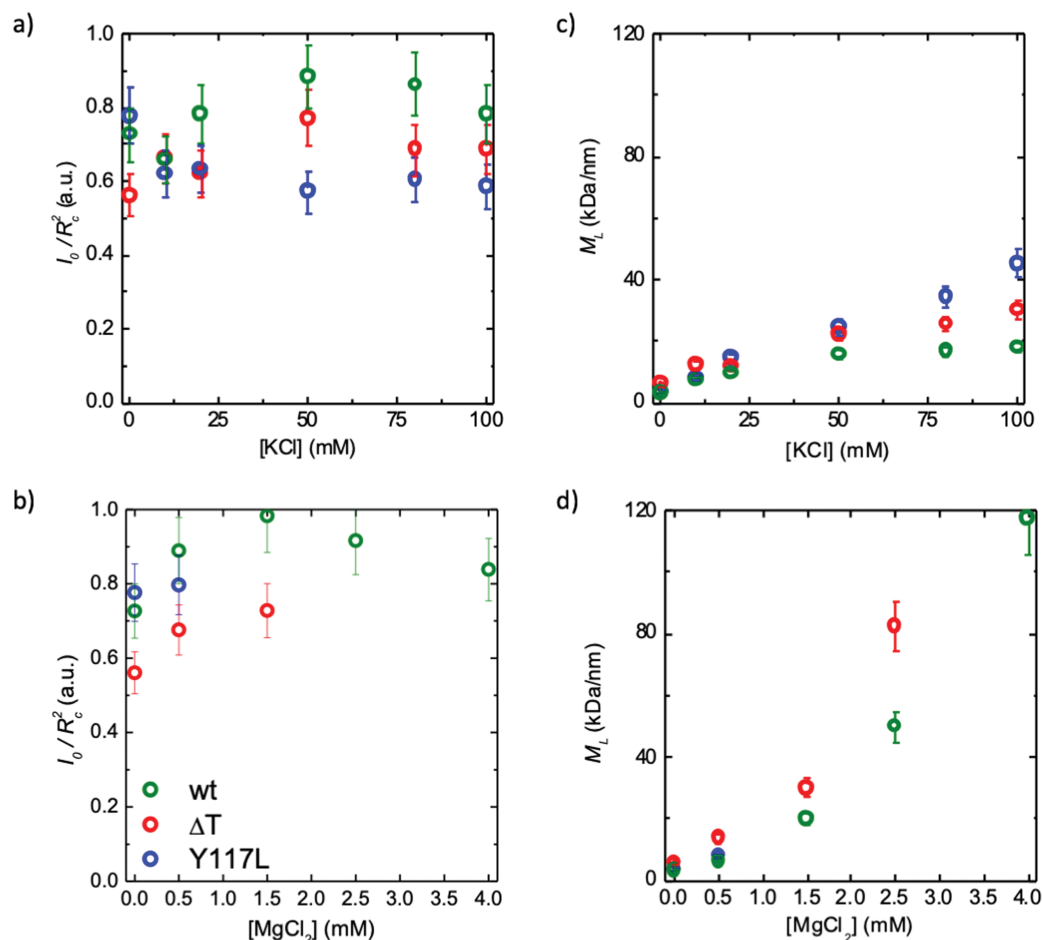 a)
1.0
0.8
0.6
0.4
0.2
0.0
I0/Rc² (a.u.)
0 25 50 75 100
[KCl] (mM)
c)
120
80
40
0
ML (kDa/nm)
0 25 50 75 100
[KCl] (mM)
b)
1.0
0.8
0.6
0.4
0.2
0.0
I0/Rc² (a.u.)
wt
ΔT
Y117L
0.0 0.5 1.0 1.5 2.0 2.5 3.0 3.5 4.0
[MgCl2] (mM)
d)
120
80
40
0
ML (kDa/nm)
0.0 0.5 1.0 1.5 2.0 2.5 3.0 3.5 4.0
[MgCl2] (mM)